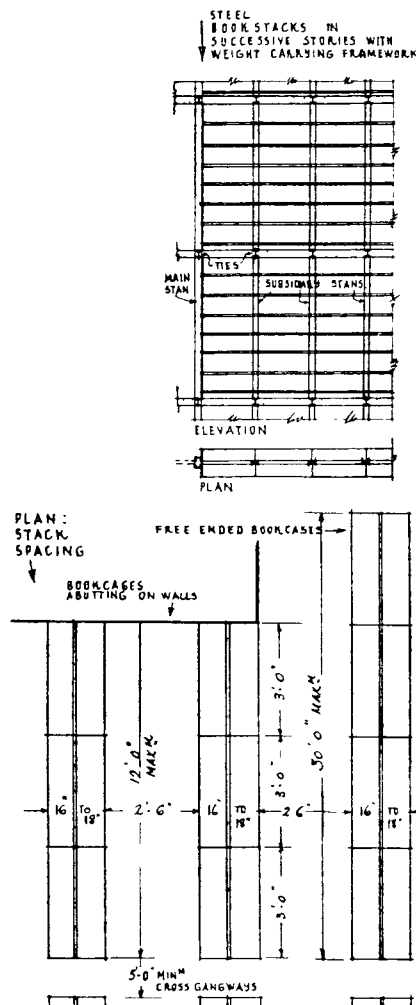 STEEL
BOOKSTACKS IN
SUCCESSIVE STORIES WITH
WEIGHT CARRYING FRAMEWORK
TIES
MAIN
STAN
SUBSIDIARY STANS
ELEVATION
PLAN
PLAN:
STACK
SPACING
FREE ENDED BOOKCASES
BOOKCASES
ABUTTING ON WALLS
12'0" MAXM
3'0"
3'0"
3'0"
30'0" MAXM
16" TO 18"
2'-6"
16" TO 18"
2'6"
16" TO 18"
5'-0" MINM
CROSS GANGWAYS